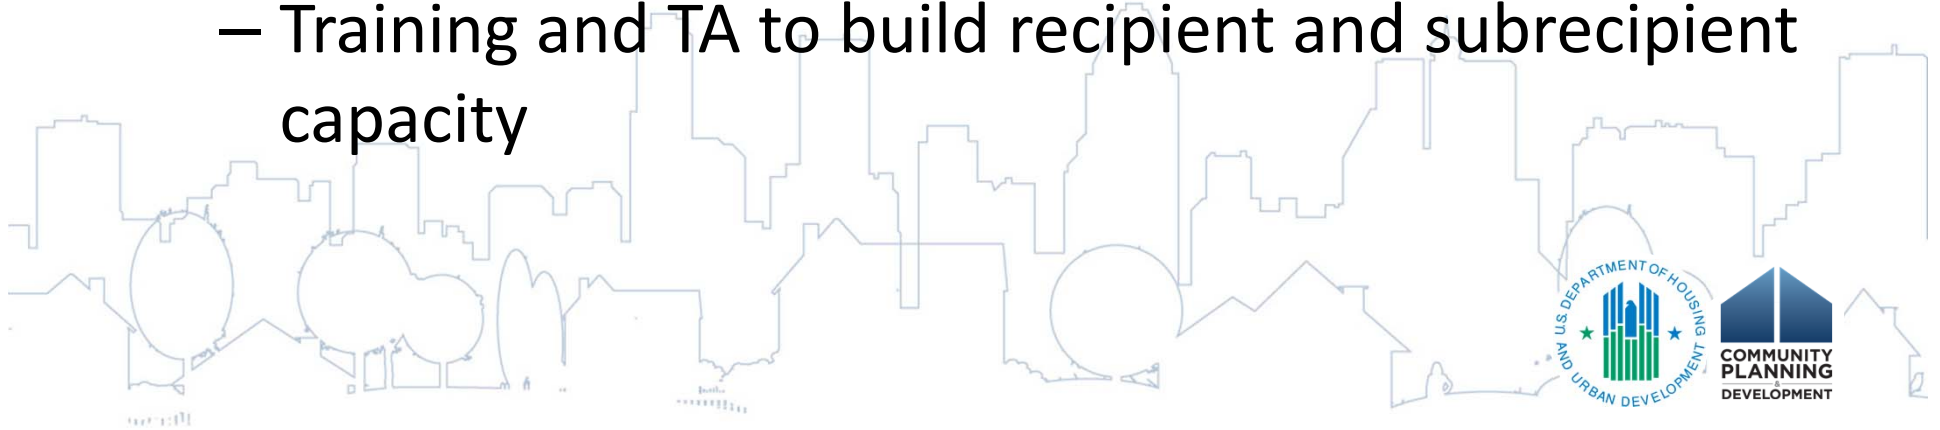 – Training and TA to build recipient and subrecipient
capacity
U.S. DEPARTMENT OF HOUSING
AND URBAN DEVELOPMENT
COMMUNITY
PLANNING
&
DEVELOPMENT